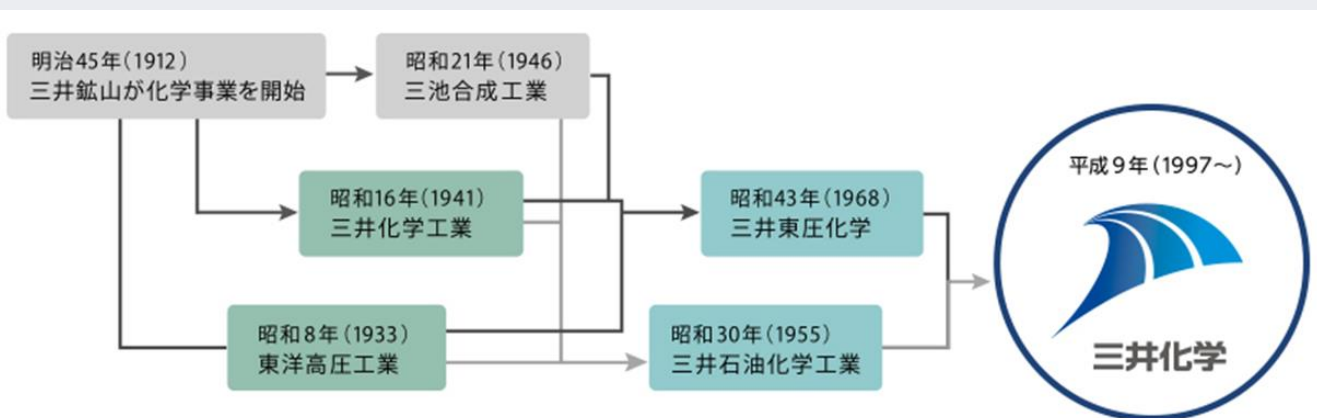 明治45年(1912)
三井鉱山が化学事業を開始
昭和21年(1946)
三池合成工業
昭和16年(1941)
三井化学工業
昭和8年(1933)
東洋高圧工業
昭和43年(1968)
三井東圧化学
昭和30年(1955)
三井石油化学工業
平成9年(1997~)
三井化学